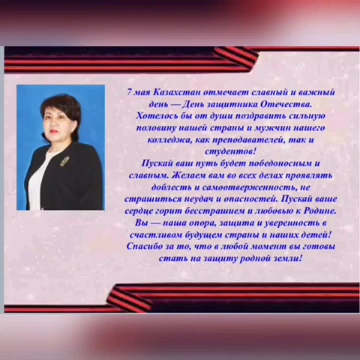 7 мая Казахстан отмечает славный и важный
день — День защитника Отечества.
Хотелось бы от души поздравить сильную
половину нашей страны и мужчин нашего
колледжа, как преподавателей, так и
студентов!
Пускай ваш путь будет победоносным и
славным. Желаем вам во всех делах проявлять
доблесть и самоотверженность, не
страшиться неудач и опасностей. Пускай ваше
сердце горит бесстрашием и любовью к Родине.
Вы — наша опора, защита и уверенность в
счастливом будущем страны и наших детей!
Спасибо за то, что в любой момент вы готовы
стать на защиту родной земли!